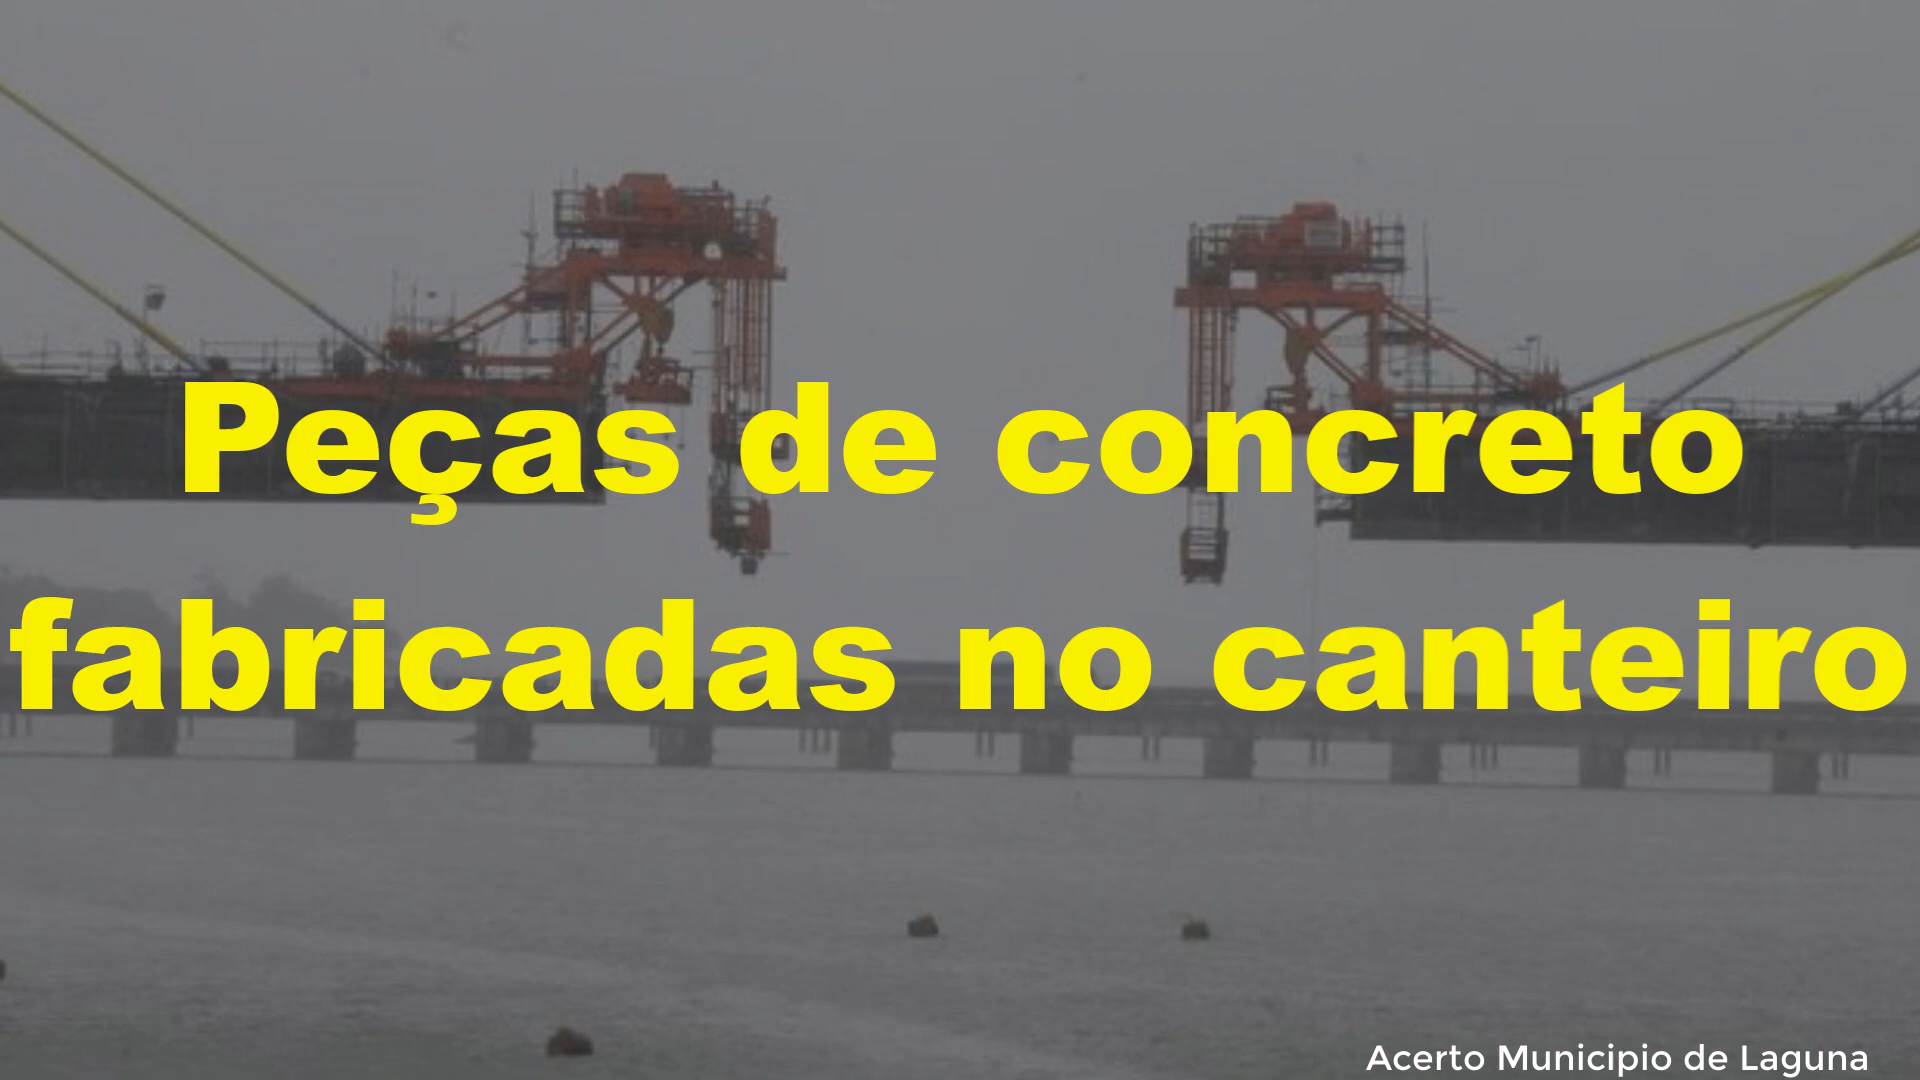 Peças de concreto
fabricadas no canteiro
Acerto Municipio de Laguna